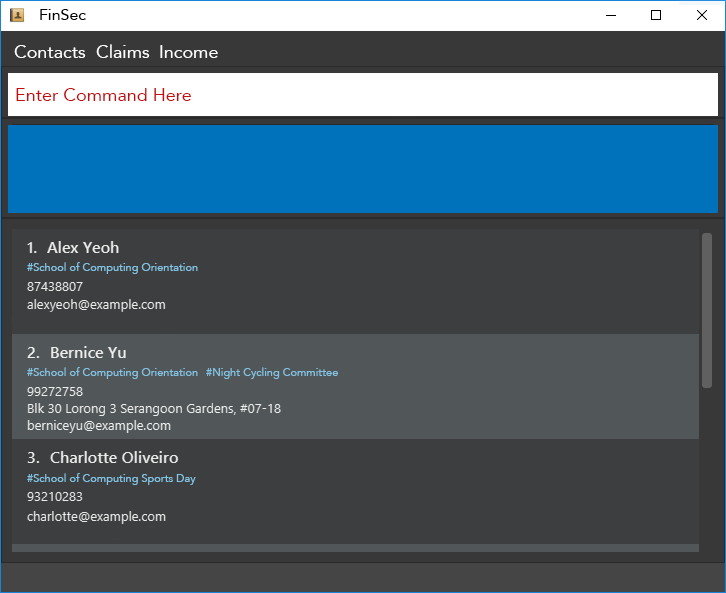 FinSec
Contacts Claims Income
Enter Command Here
1. Alex Yeoh
#School of Computing Orientation
87438807
alexyeoh@example.com
2. Bernice Yu
#School of Computing Orientation #Night Cycling Committee
99272758
Blk 30 Lorong 3 Serangoon Gardens, #07-18
berniceyu@example.com
3. Charlotte Oliveiro
#School of Computing Sports Day
93210283
charlotte@example.com